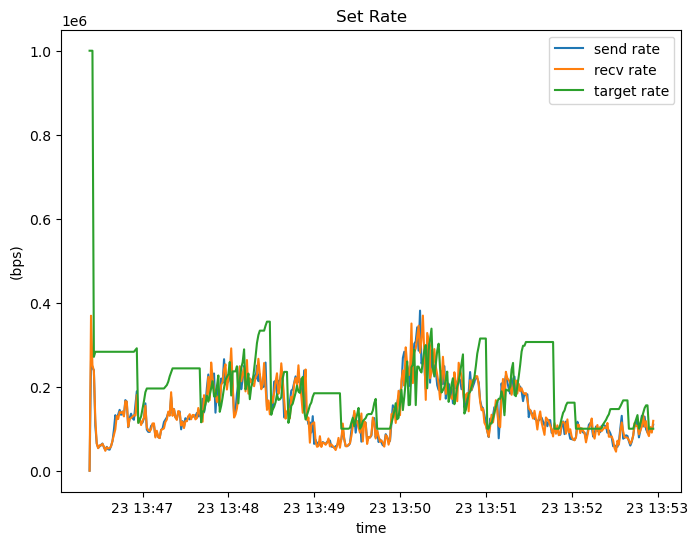 Set Rate
1e6
1.0
0.8
0.6
0.4
0.2
0.0
(bps)
send rate
recv rate
target rate
23 13:47 23 13:48 23 13:49 23 13:50 23 13:51 23 13:52 23 13:53
time